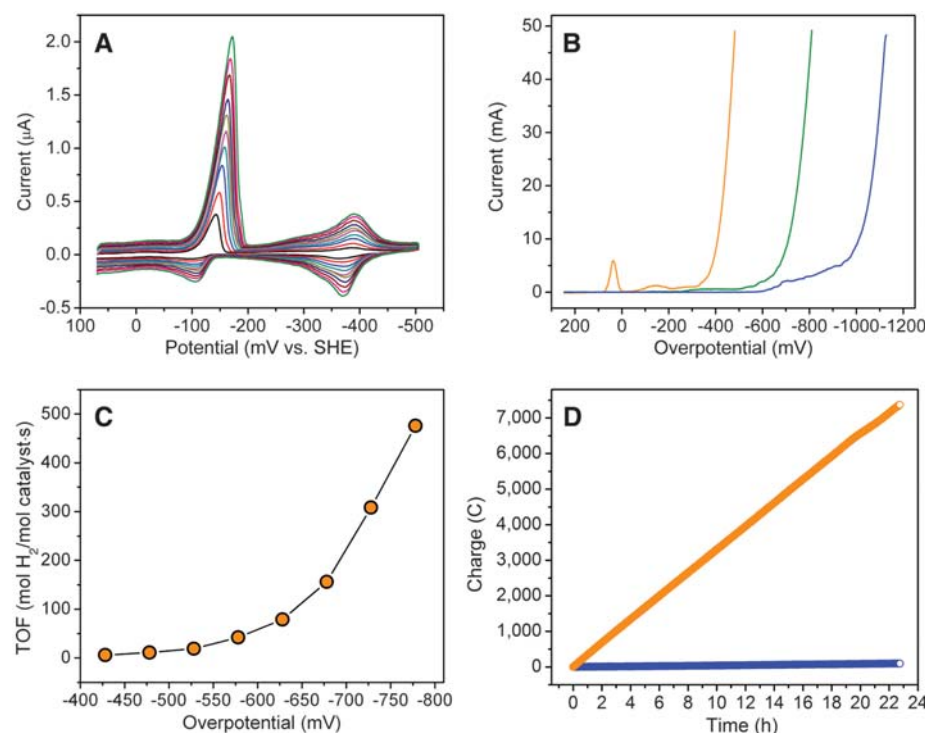 A
2.0
1.5
1.0
0.5
0.0
-0.5
Current (μA)
100 0 -100 -200 -300 -400 -500
Potential (mV vs. SHE)
B
50
40
30
20
10
0
Current (mA)
200 0 -200 -400 -600 -800 -1000 -1200
Overpotential (mV)
C
500
400
300
200
100
0
TOF (mol H₂/mol catalyst·s)
-400 -450 -500 -550 -600 -650 -700 -750 -800
Overpotential (mV)
D
8,000
7,000
6,000
5,000
4,000
3,000
2,000
1,000
0
Charge (C)
0 2 4 6 8 10 12 14 16 18 20 22 24
Time (h)